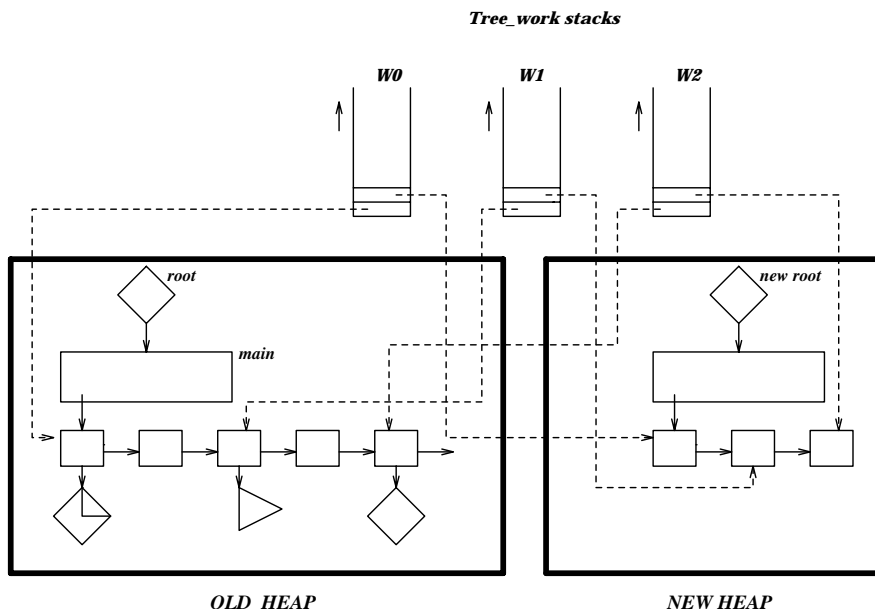 Tree_work stacks
W0 W1 W2
root new root
main
OLD HEAP NEW HEAP